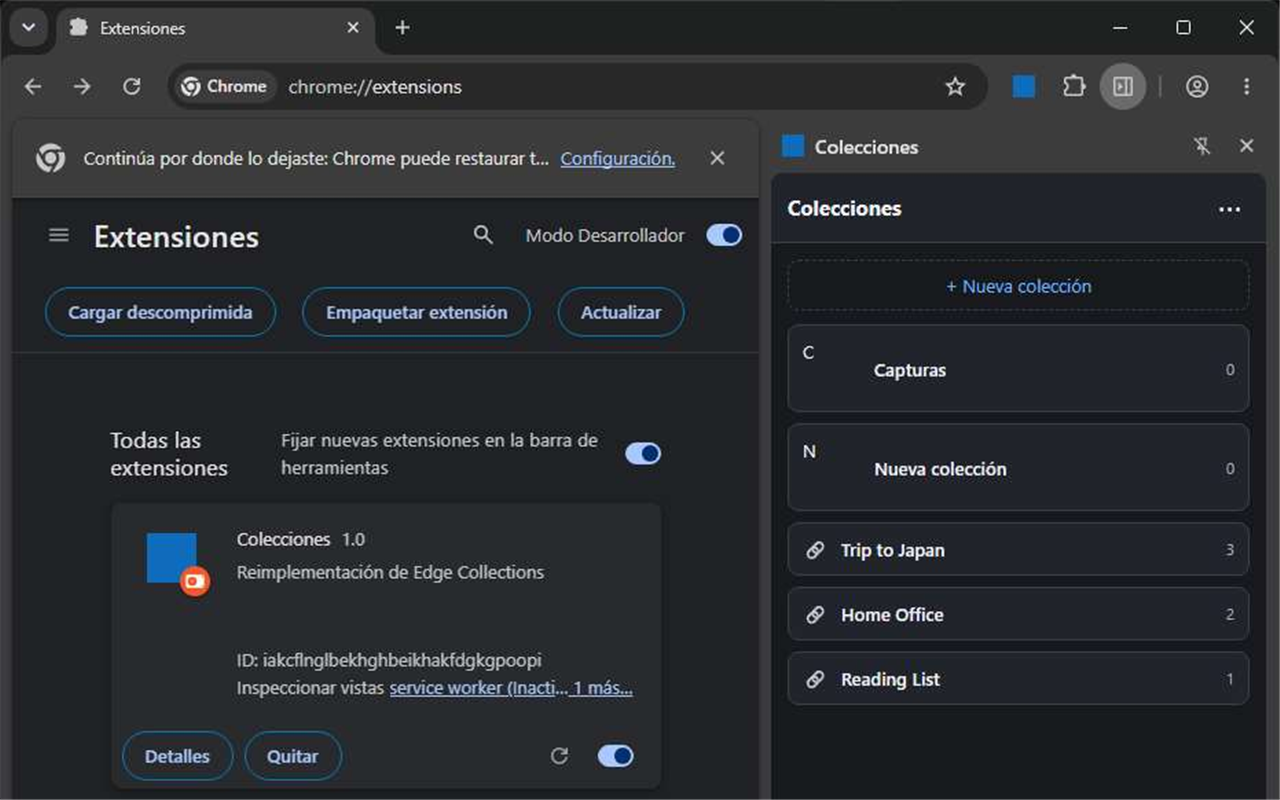 Extensiones
Chrome
chrome://extensions
Continúa por donde lo dejaste: Chrome puede restaurar t... Configuración.
Extensiones
Modo Desarrollador
Cargar descomprimida
Empaquetar extensión
Actualizar
Todas las
extensiones
Fijar nuevas extensiones en la barra de
herramientas
Colecciones 1.0
Reimplementación de Edge Collections
ID: iakcflnglbekhghbeikhakfdgkgpoopi
Inspeccionar vistas service worker (Inacti... 1 más...
Detalles
Quitar
Colecciones
Colecciones
+ Nueva colección
C
Capturas 0
N
Nueva colección 0
Trip to Japan 3
Home Office 2
Reading List 1